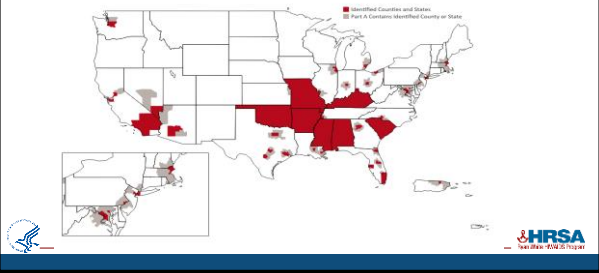 Identified Counties and States
Part A Contains Identified County or State
HRSA
Ryan White HIV/AIDS Program